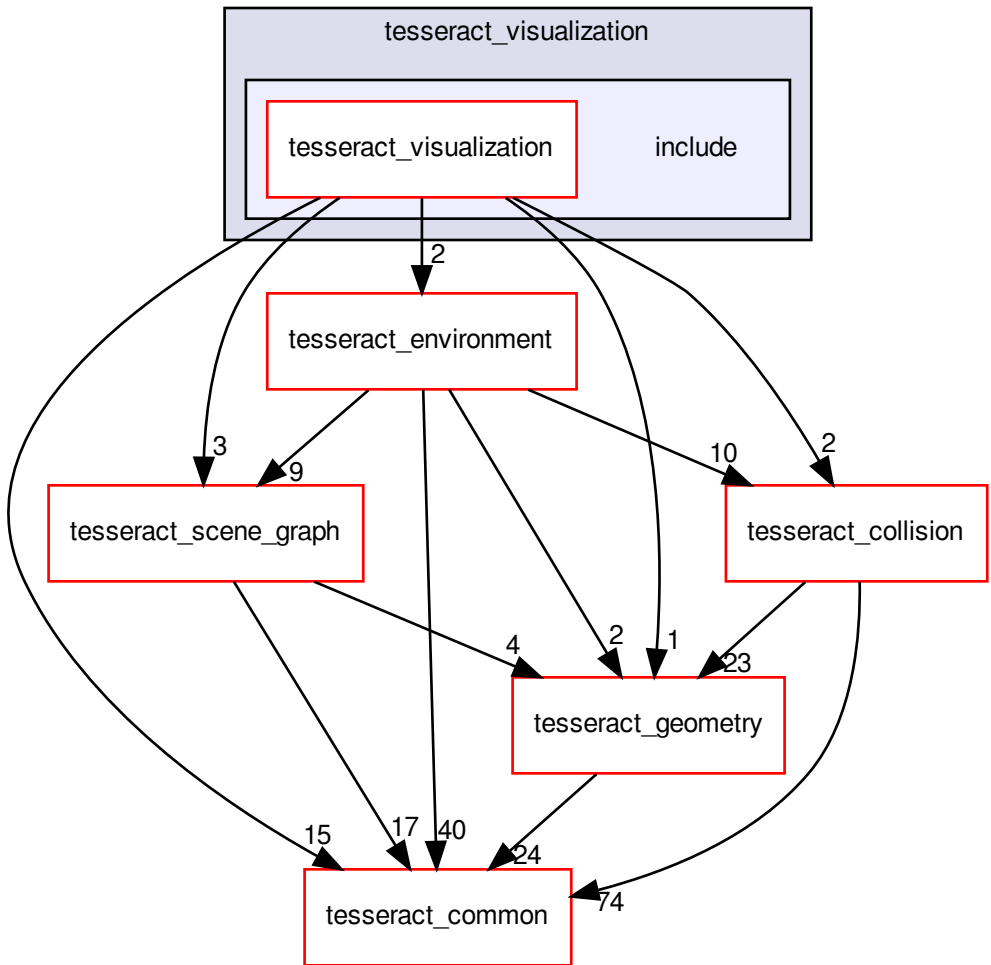 tesseract_visualization
tesseract_visualization
include
2
tesseract_environment
3
9
10
2
tesseract_scene_graph
tesseract_collision
4
2
1
23
tesseract_geometry
15
17
40
24
74
tesseract_common